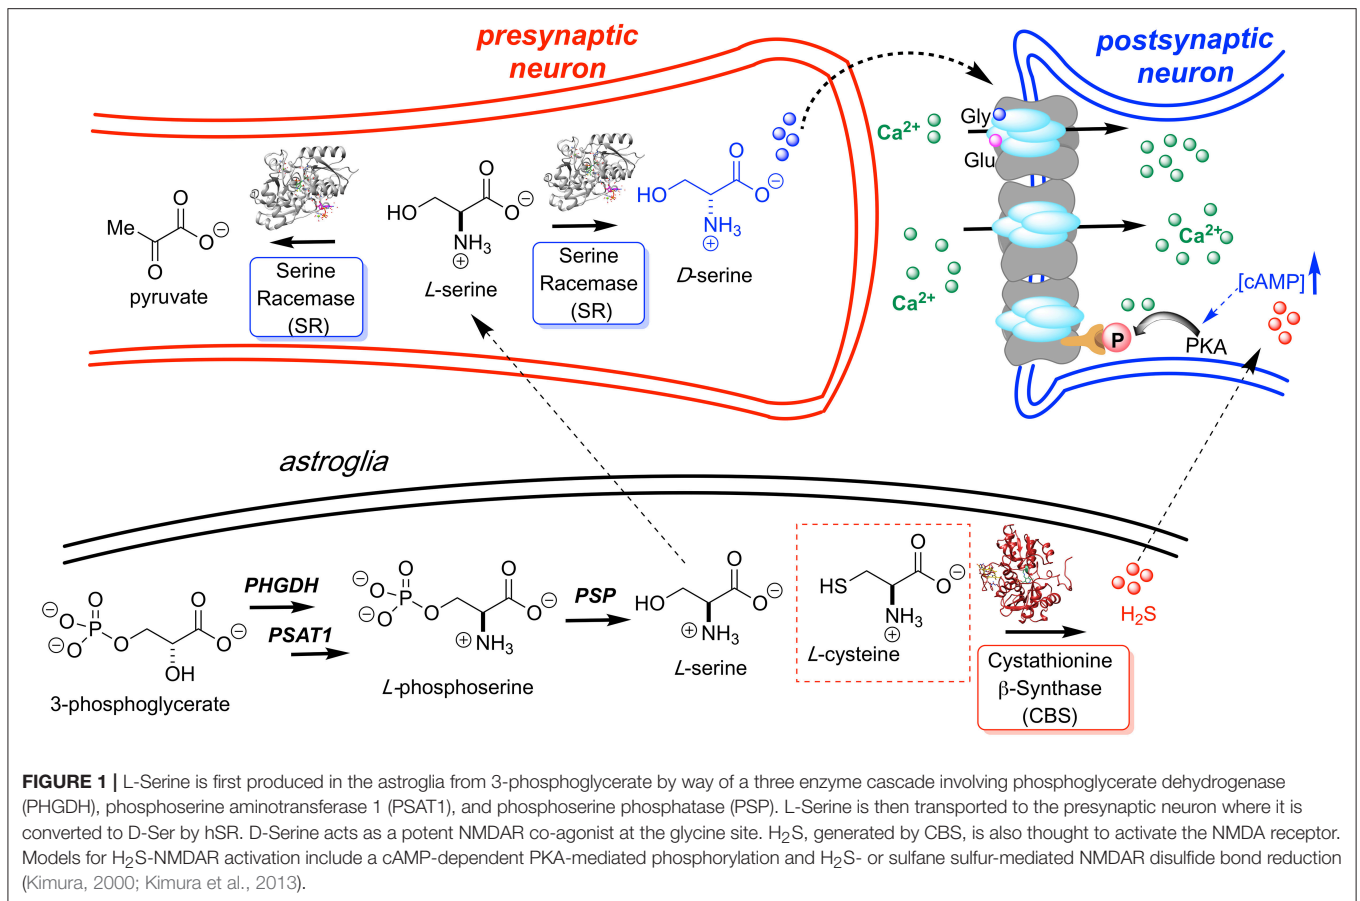 presynaptic
neuron
postsynaptic
neuron
Gly
Ca2+
Glu
HO
O
O
⊖
NH3
⊕
D-serine
Me
O
O
O
⊖
pyruvate
Serine
Racemase
(SR)
HO
O
O
⊖
NH3
⊕
L-serine
Serine
Racemase
(SR)
Ca2+
Ca2+
[cAMP]
P
PKA
astroglia
⊖
O
O
P
⊖
O
O
O
O
⊖
OH
3-phosphoglycerate
PHGDH
PSAT1
⊖
O
O
P
⊖
O
O
O
O
⊖
⊕
NH3
L-phosphoserine
PSP
HO
O
O
⊖
⊕
NH3
L-serine
HS
O
O
⊖
NH3
⊕
L-cysteine
Cystathionine
β-Synthase
(CBS)
H2S
FIGURE 1 | L-Serine is first produced in the astroglia from 3-phosphoglycerate by way of a three enzyme cascade involving phosphoglycerate dehydrogenase
(PHGDH), phosphoserine aminotransferase 1 (PSAT1), and phosphoserine phosphatase (PSP). L-Serine is then transported to the presynaptic neuron where it is
converted to D-Ser by hSR. D-Serine acts as a potent NMDAR co-agonist at the glycine site. H2S, generated by CBS, is also thought to activate the NMDA receptor.
Models for H2S-NMDAR activation include a cAMP-dependent PKA-mediated phosphorylation and H2S- or sulfane sulfur-mediated NMDAR disulfide bond reduction
(Kimura, 2000; Kimura et al., 2013).